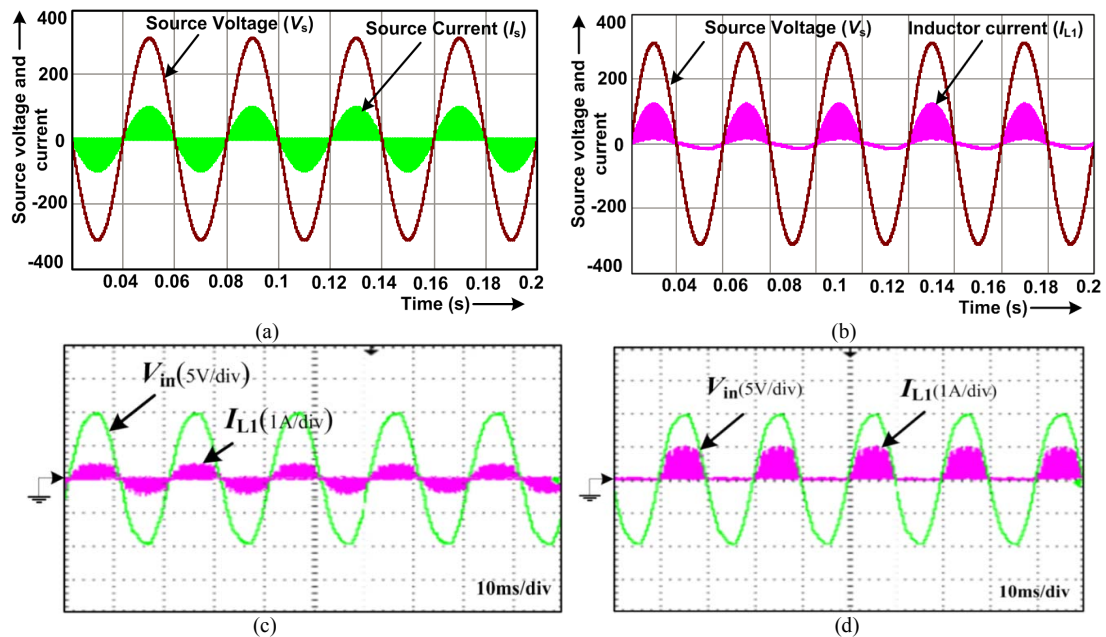 400
200
0
-200
-400
Source voltage and
current
Source Voltage (Vs)
Source Current (Is)
0.04 0.06 0.08 0.10 0.12 0.14 0.16 0.18 0.2
Time (s)
(a)
400
200
0
-200
-400
Source voltage and
current
Source Voltage (Vs)
Inductor current (IL1)
0.04 0.06 0.08 0.10 0.12 0.14 0.16 0.18 0.2
Time (s)
(b)
Vin(5V/div)
IL1(1A/div)
10ms/div
(c)
Vin(5V/div)
IL1(1A/div)
10ms/div
(d)